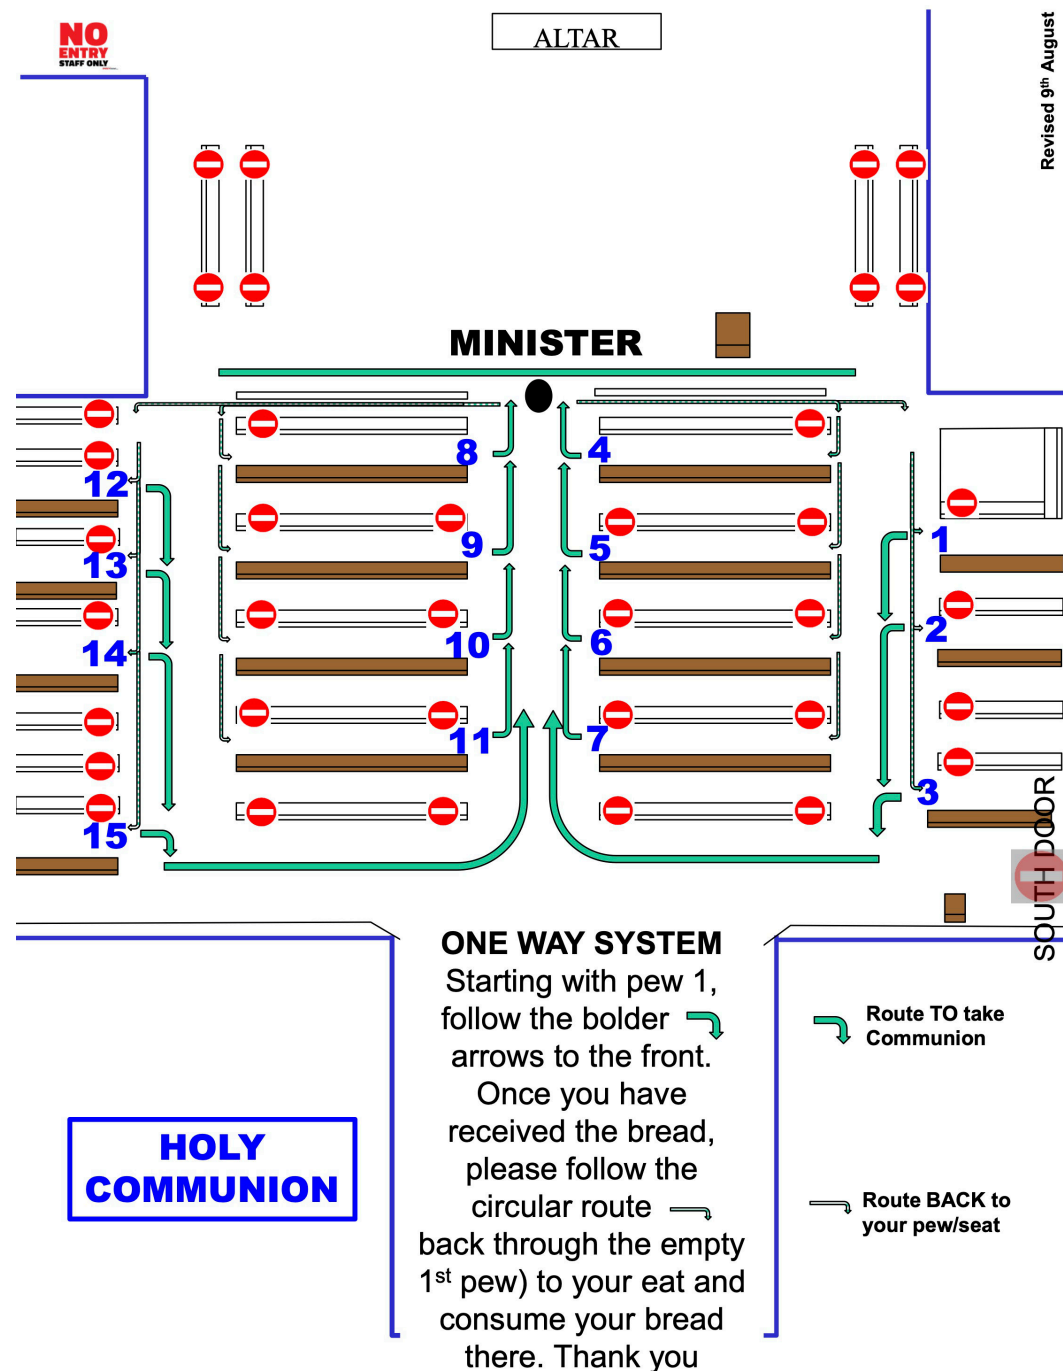 NO
ENTRY
STAFF ONLY
ALTAR
Revised 9th August
MINISTER
8
4
12
9
5
1
13
10
6
2
14
11
7
3
15
SOUTH DOOR
ONE WAY SYSTEM
Starting with pew 1,
follow the bolder
arrows to the front.
Once you have
received the bread,
please follow the
circular route
back through the empty
1st pew) to your eat and
consume your bread
there. Thank you
Route TO take
Communion
HOLY
COMMUNION
Route BACK to
your pew/seat